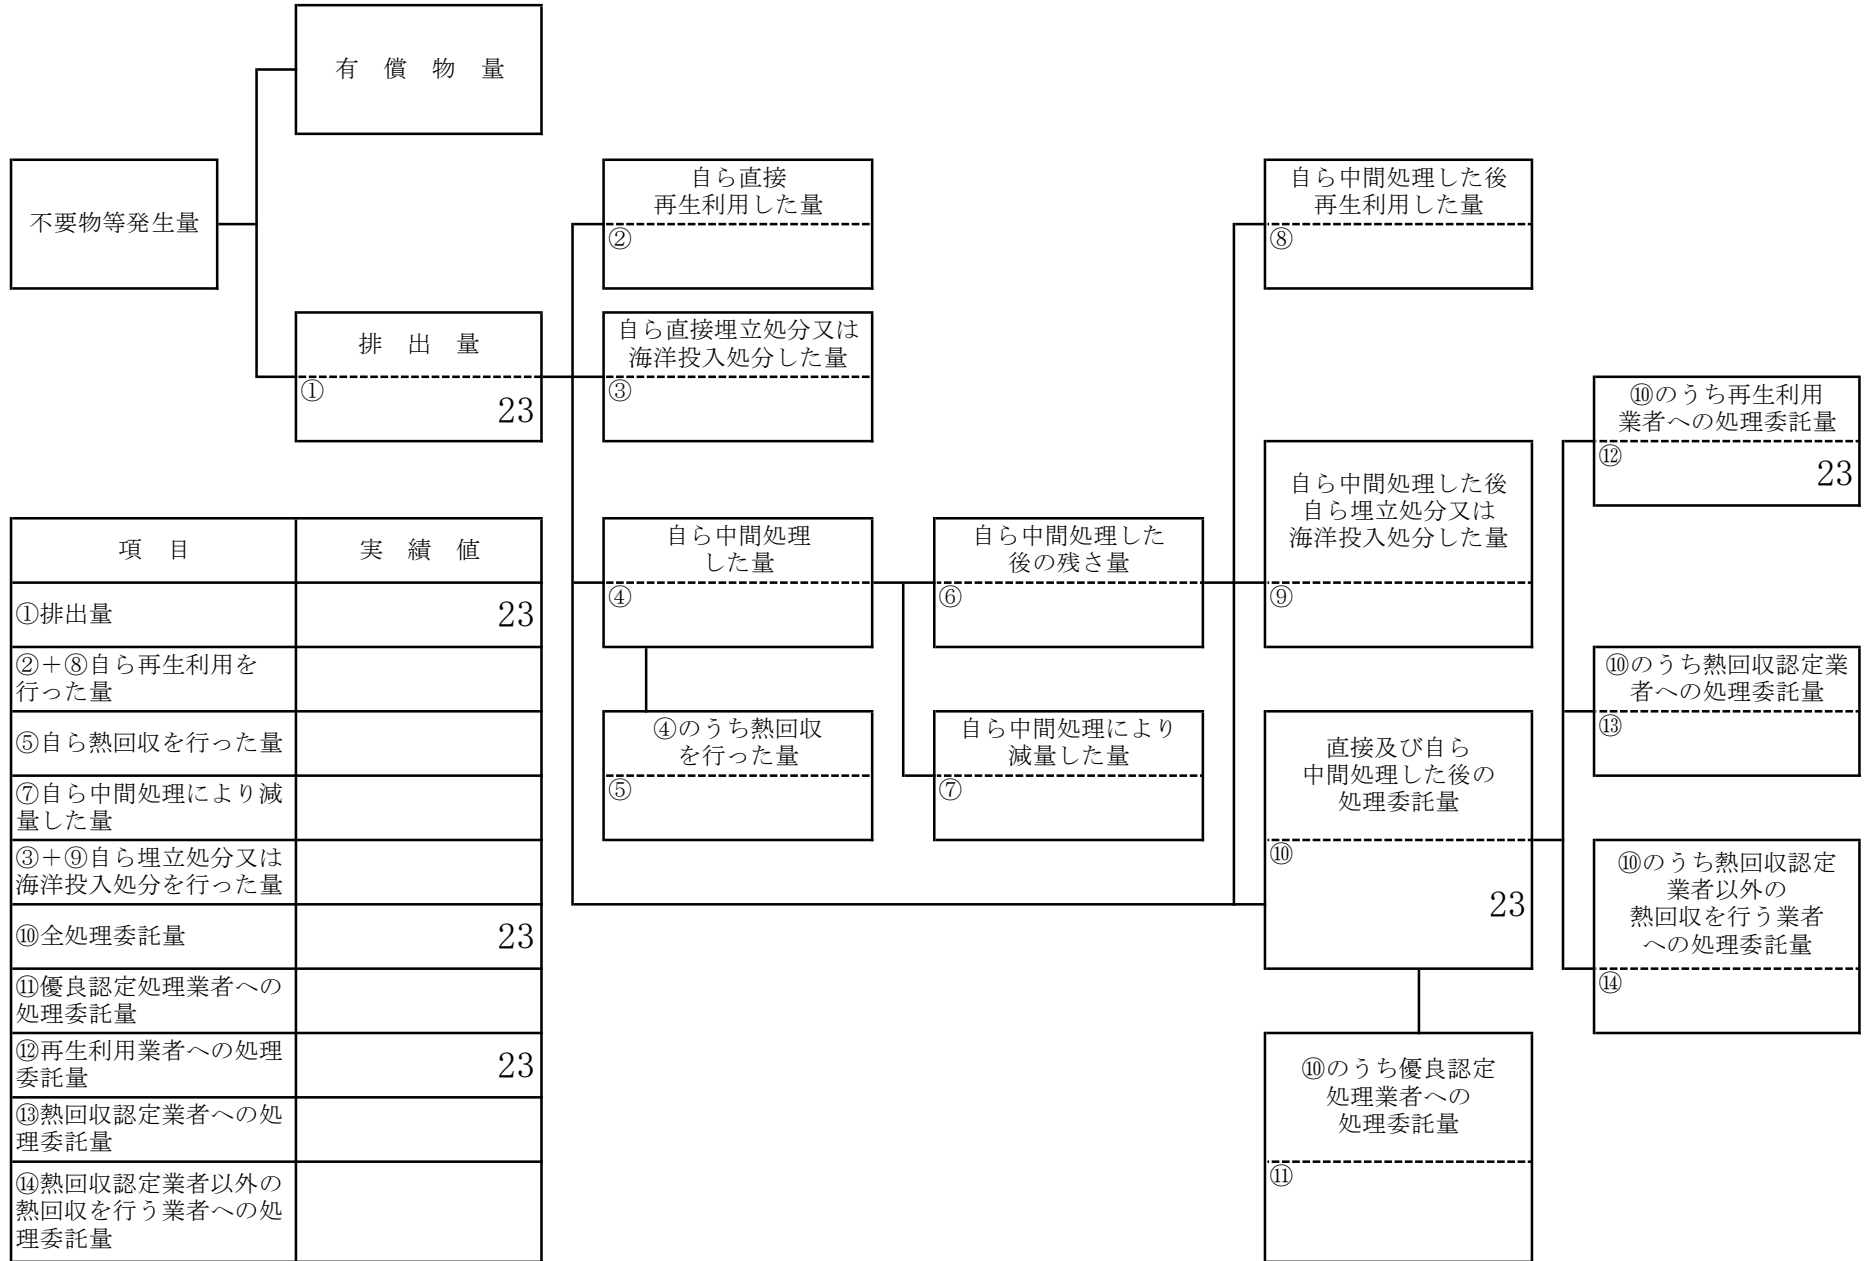 有　償　物　量
不要物等発生量
排　出　量
①
23
自ら直接
再生利用した量
②
自ら直接埋立処分又は
海洋投入処分した量
③
自ら中間処理
した量
④
④のうち熱回収
を行った量
⑤
自ら中間処理した
後の残さ量
⑥
自ら中間処理により
減量した量
⑦
自ら中間処理した後
再生利用した量
⑧
自ら中間処理した後
自ら埋立処分又は
海洋投入処分した量
⑨
直接及び自ら
中間処理した後の
処理委託量
⑩
23
⑩のうち優良認定
処理業者への
処理委託量
⑪
⑩のうち再生利用
業者への処理委託量
⑫
23
⑩のうち熱回収認定業
者への処理委託量
⑬
⑩のうち熱回収認定
業者以外の
熱回収を行う業者
への処理委託量
⑭
項　目　実　績　値
①排出量　23
②＋⑧自ら再生利用を
行った量
⑤自ら熱回収を行った量
⑦自ら中間処理により減
量した量
③＋⑨自ら埋立処分又は
海洋投入処分を行った量
⑩全処理委託量　23
⑪優良認定処理業者への
処理委託量
⑫再生利用業者への処理
委託量　23
⑬熱回収認定業者への処
理委託量
⑭熱回収認定業者以外の
熱回収を行う業者への処
理委託量